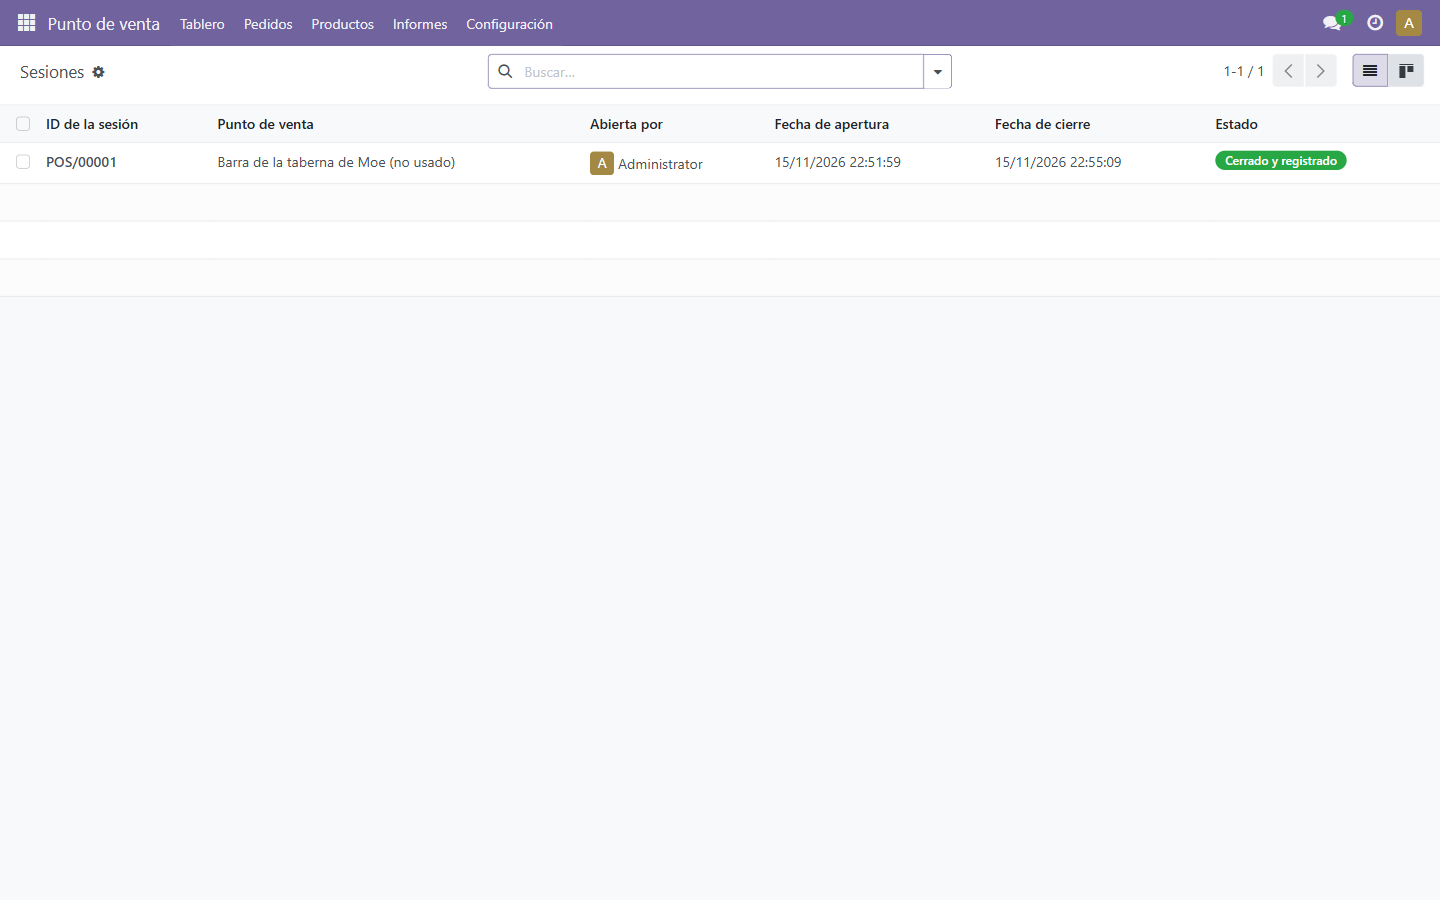 Punto de venta Tablero Pedidos Productos Informes Configuración 1 A
Sesiones Buscar... 1-1 / 1
ID de la sesión Punto de venta Abierta por Fecha de apertura Fecha de cierre Estado
POS/00001 Barra de la taberna de Moe (no usado) A Administrator 15/11/2026 22:51:59 15/11/2026 22:55:09 Cerrado y registrado